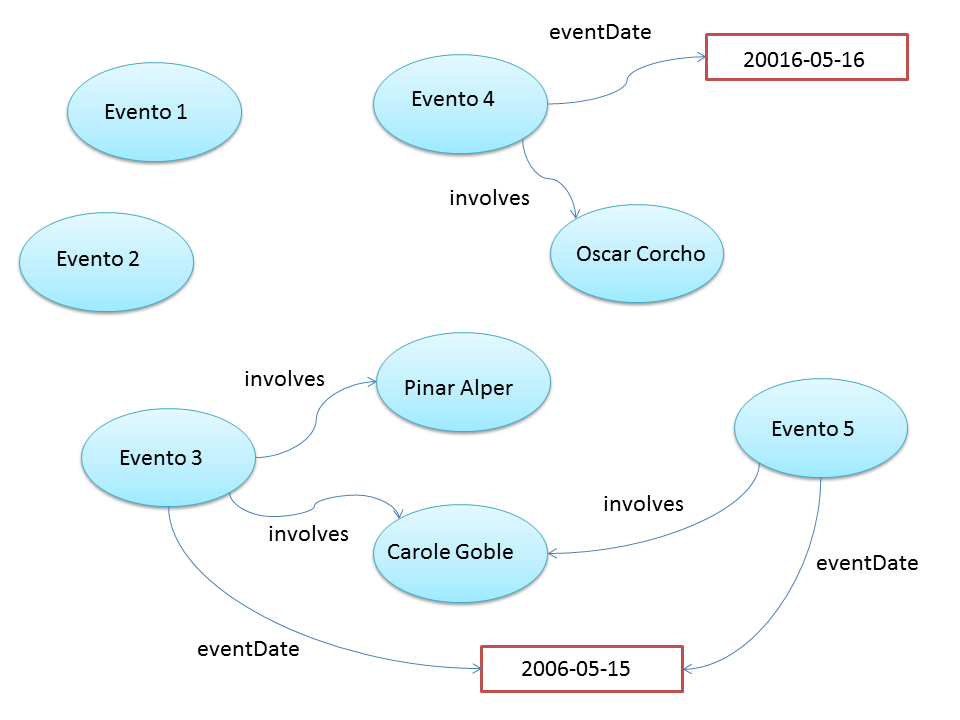 eventDate
20016-05-16
Evento 1
Evento 4
involves
Evento 2
Oscar Corcho
involves
Pinar Alper
Evento 3
Evento 5
involves
involves
Carole Goble
eventDate
eventDate
2006-05-15